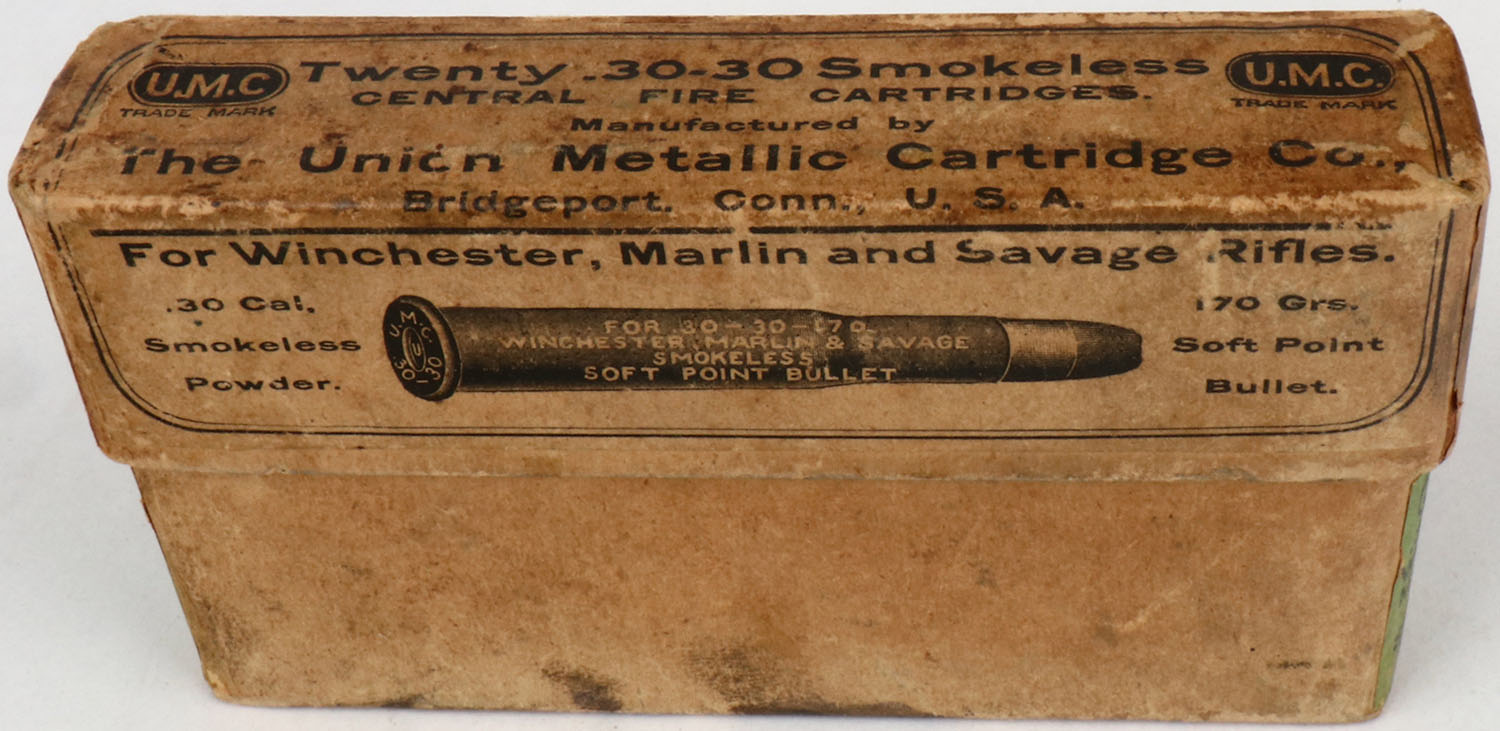 U.M.C. Twenty .30-30 Smokeless U.M.C.
TRADE MARK CENTRAL FIRE CARTRIDGES. TRADE MARK
Manufactured by
The Union Metallic Cartridge Co.,
Bridgeport, Conn., U. S. A.
For Winchester, Marlin and Savage Rifles.
.30 Cal.
Smokeless
Powder.
U.M.C.
U
30-30
FOR 30-30-170
WINCHESTER, MARLIN & SAVAGE
SMOKELESS
SOFT POINT BULLET
170 Grs.
Soft Point
Bullet.